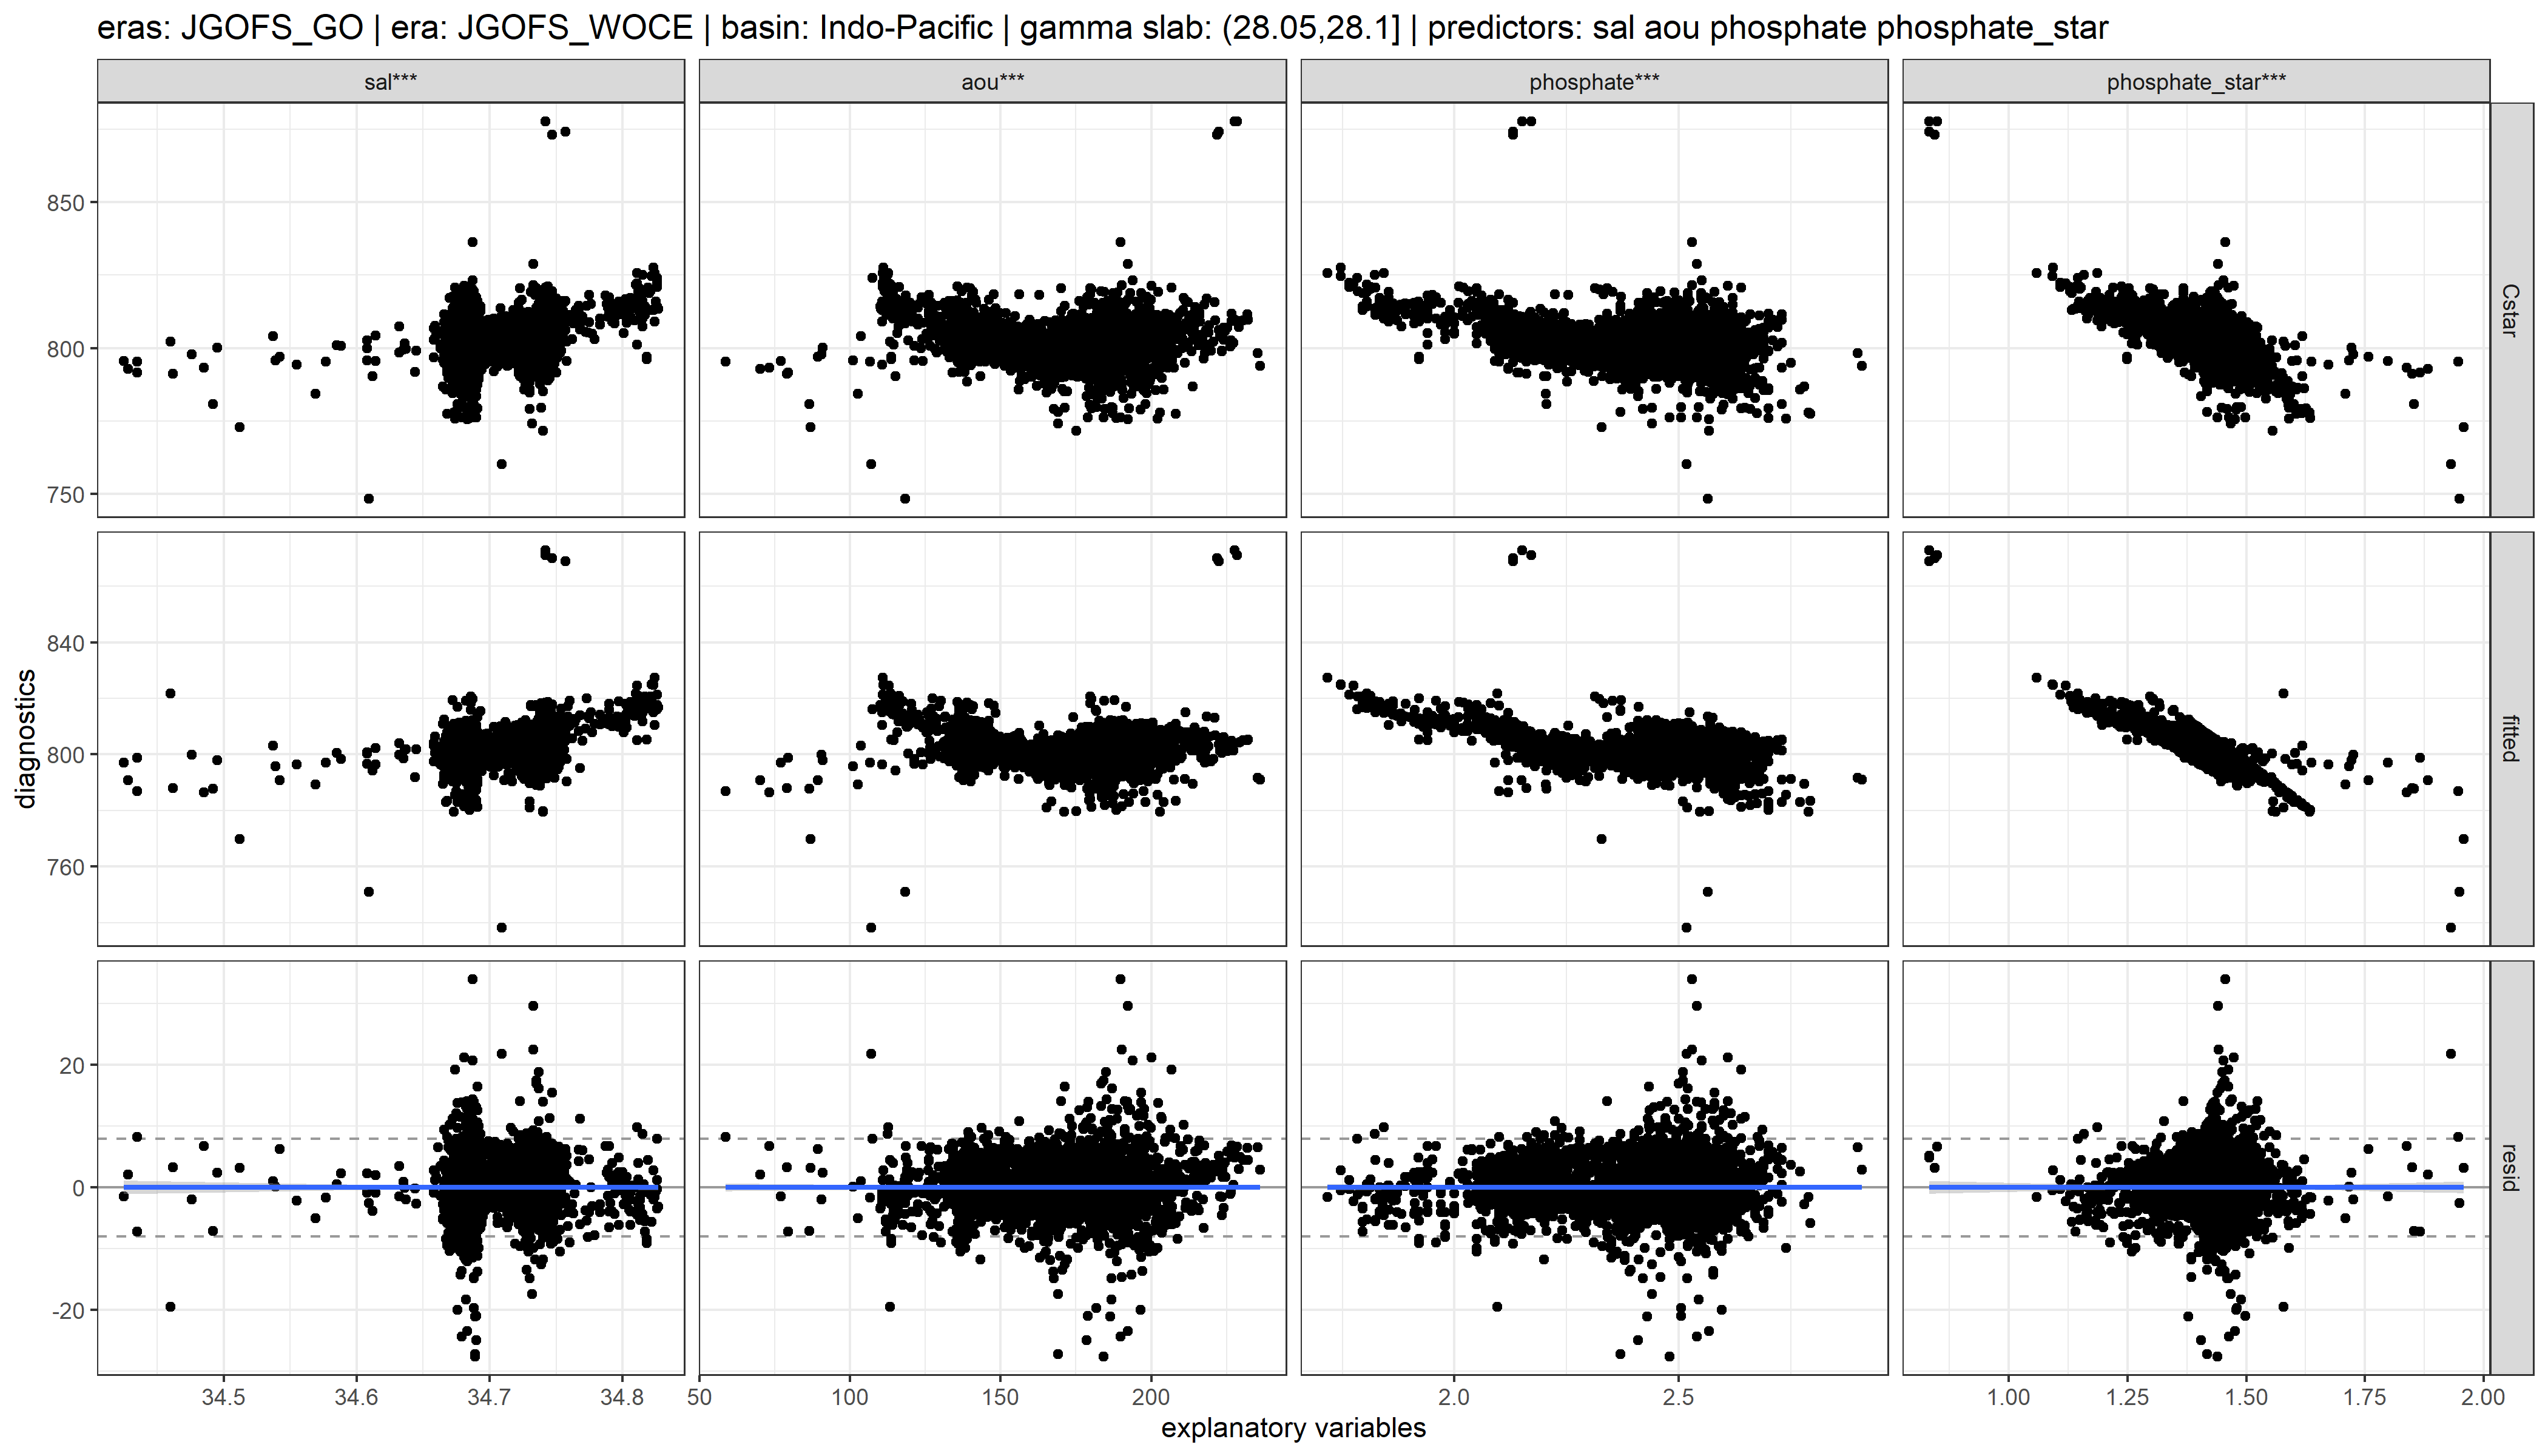 eras: JGOFS_GO | era: JGOFS_WOCE | basin: Indo-Pacific | gamma slab: (28.05,28.1] | predictors: sal aou phosphate phosphate_star
sal*** aou*** phosphate*** phosphate_star***
850
800
750
Cstar
840
800
760
fitted
diagnostics
20
0
-20
resid
34.5 34.6 34.7 34.8 50 100 150 200 2.0 2.5 1.00 1.25 1.50 1.75 2.00
explanatory variables